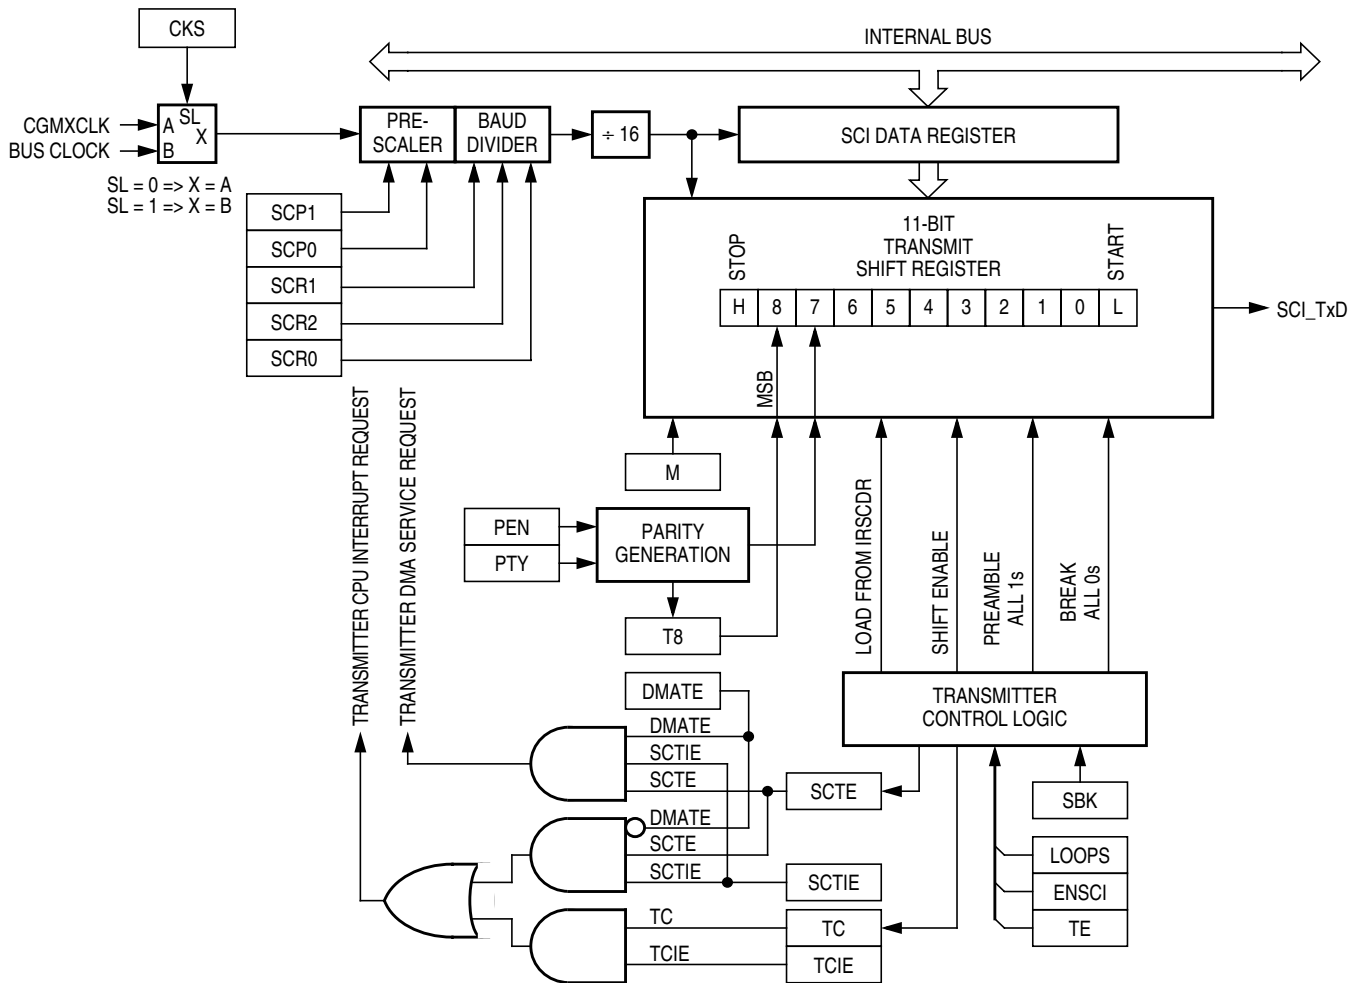 CKS
INTERNAL BUS
CGMXCLK
BUS CLOCK
A
SL
X
B
SL = 0 => X = A
SL = 1 => X = B
PRE-
SCALER
BAUD
DIVIDER
÷ 16
SCI DATA REGISTER
SCP1
SCP0
SCR1
SCR2
SCR0
11-BIT
TRANSMIT
SHIFT REGISTER
STOP
START
H 8 7 6 5 4 3 2 1 0 L
SCI_TxD
MSB
TRANSMITTER CPU INTERRUPT REQUEST
TRANSMITTER DMA SERVICE REQUEST
M
PEN
PTY
PARITY
GENERATION
T8
LOAD FROM IRSCDR
SHIFT ENABLE
PREAMBLE
ALL 1s
BREAK
ALL 0s
DMATE
TRANSMITTER
CONTROL LOGIC
DMATE
SCTIE
SCTE
SCTE
SBK
DMATE
SCTE
SCTIE
SCTIE
LOOPS
ENSCI
TE
TC
TC
TCIE
TCIE